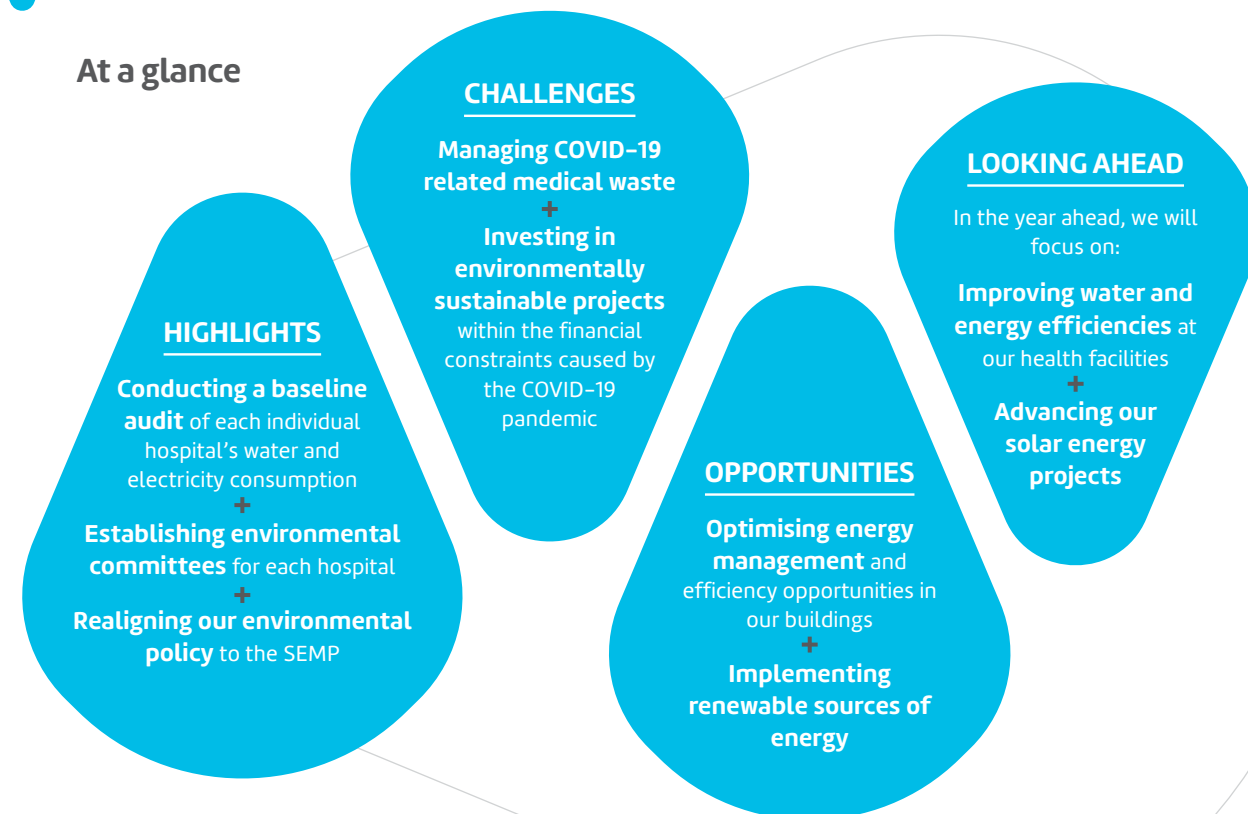 At a glance
HIGHLIGHTS
Conducting a baseline
audit of each individual
hospital's water and
electricity consumption
+
Establishing environmental
committees for each hospital
+
Realigning our environmental
policy to the SEMP
CHALLENGES
Managing COVID-19
related medical waste
+
Investing in
environmentally
sustainable projects
within the financial
constraints caused by
the COVID-19
pandemic
OPPORTUNITIES
Optimising energy
management and
efficiency opportunities in
our buildings
+
Implementing
renewable sources of
energy
LOOKING AHEAD
In the year ahead, we will
focus on:
Improving water and
energy efficiencies at
our health facilities
+
Advancing our
solar energy
projects